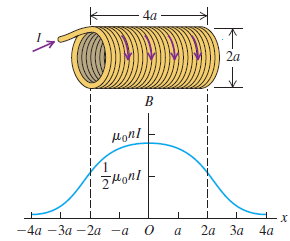 4a
I
2a
B
μ₀nI
½μ₀nI
−4a −3a −2a −a O a 2a 3a 4a x